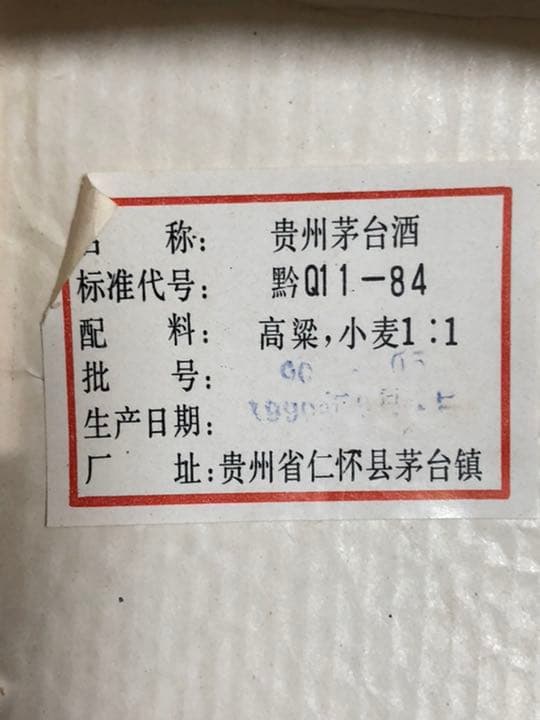 称: 贵州茅台酒
标准代号: 黔Q11-84
配 料: 高粱,小麦1:1
批 号:
生产日期:
厂 址:贵州省仁怀县茅台镇